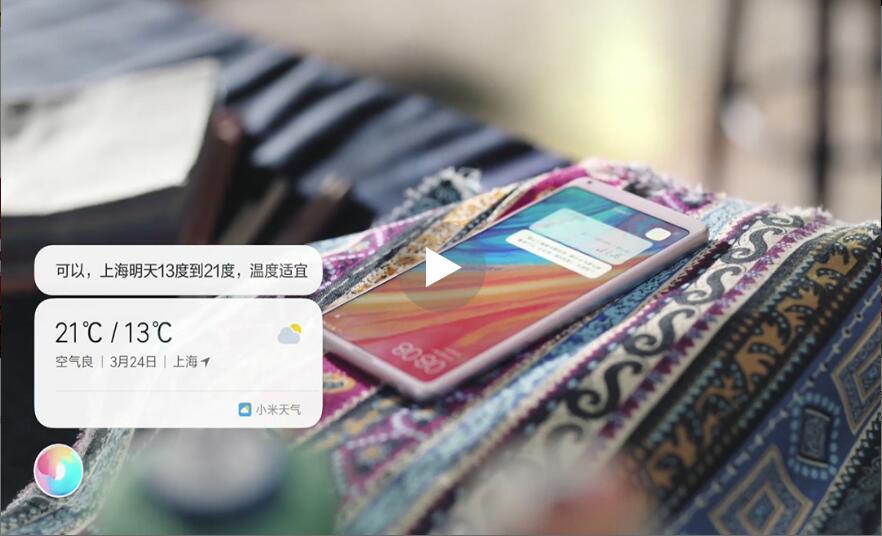 可以，上海明天13度到21度，温度适宜
21℃ / 13℃
空气良 | 3月24日 | 上海
小米天气